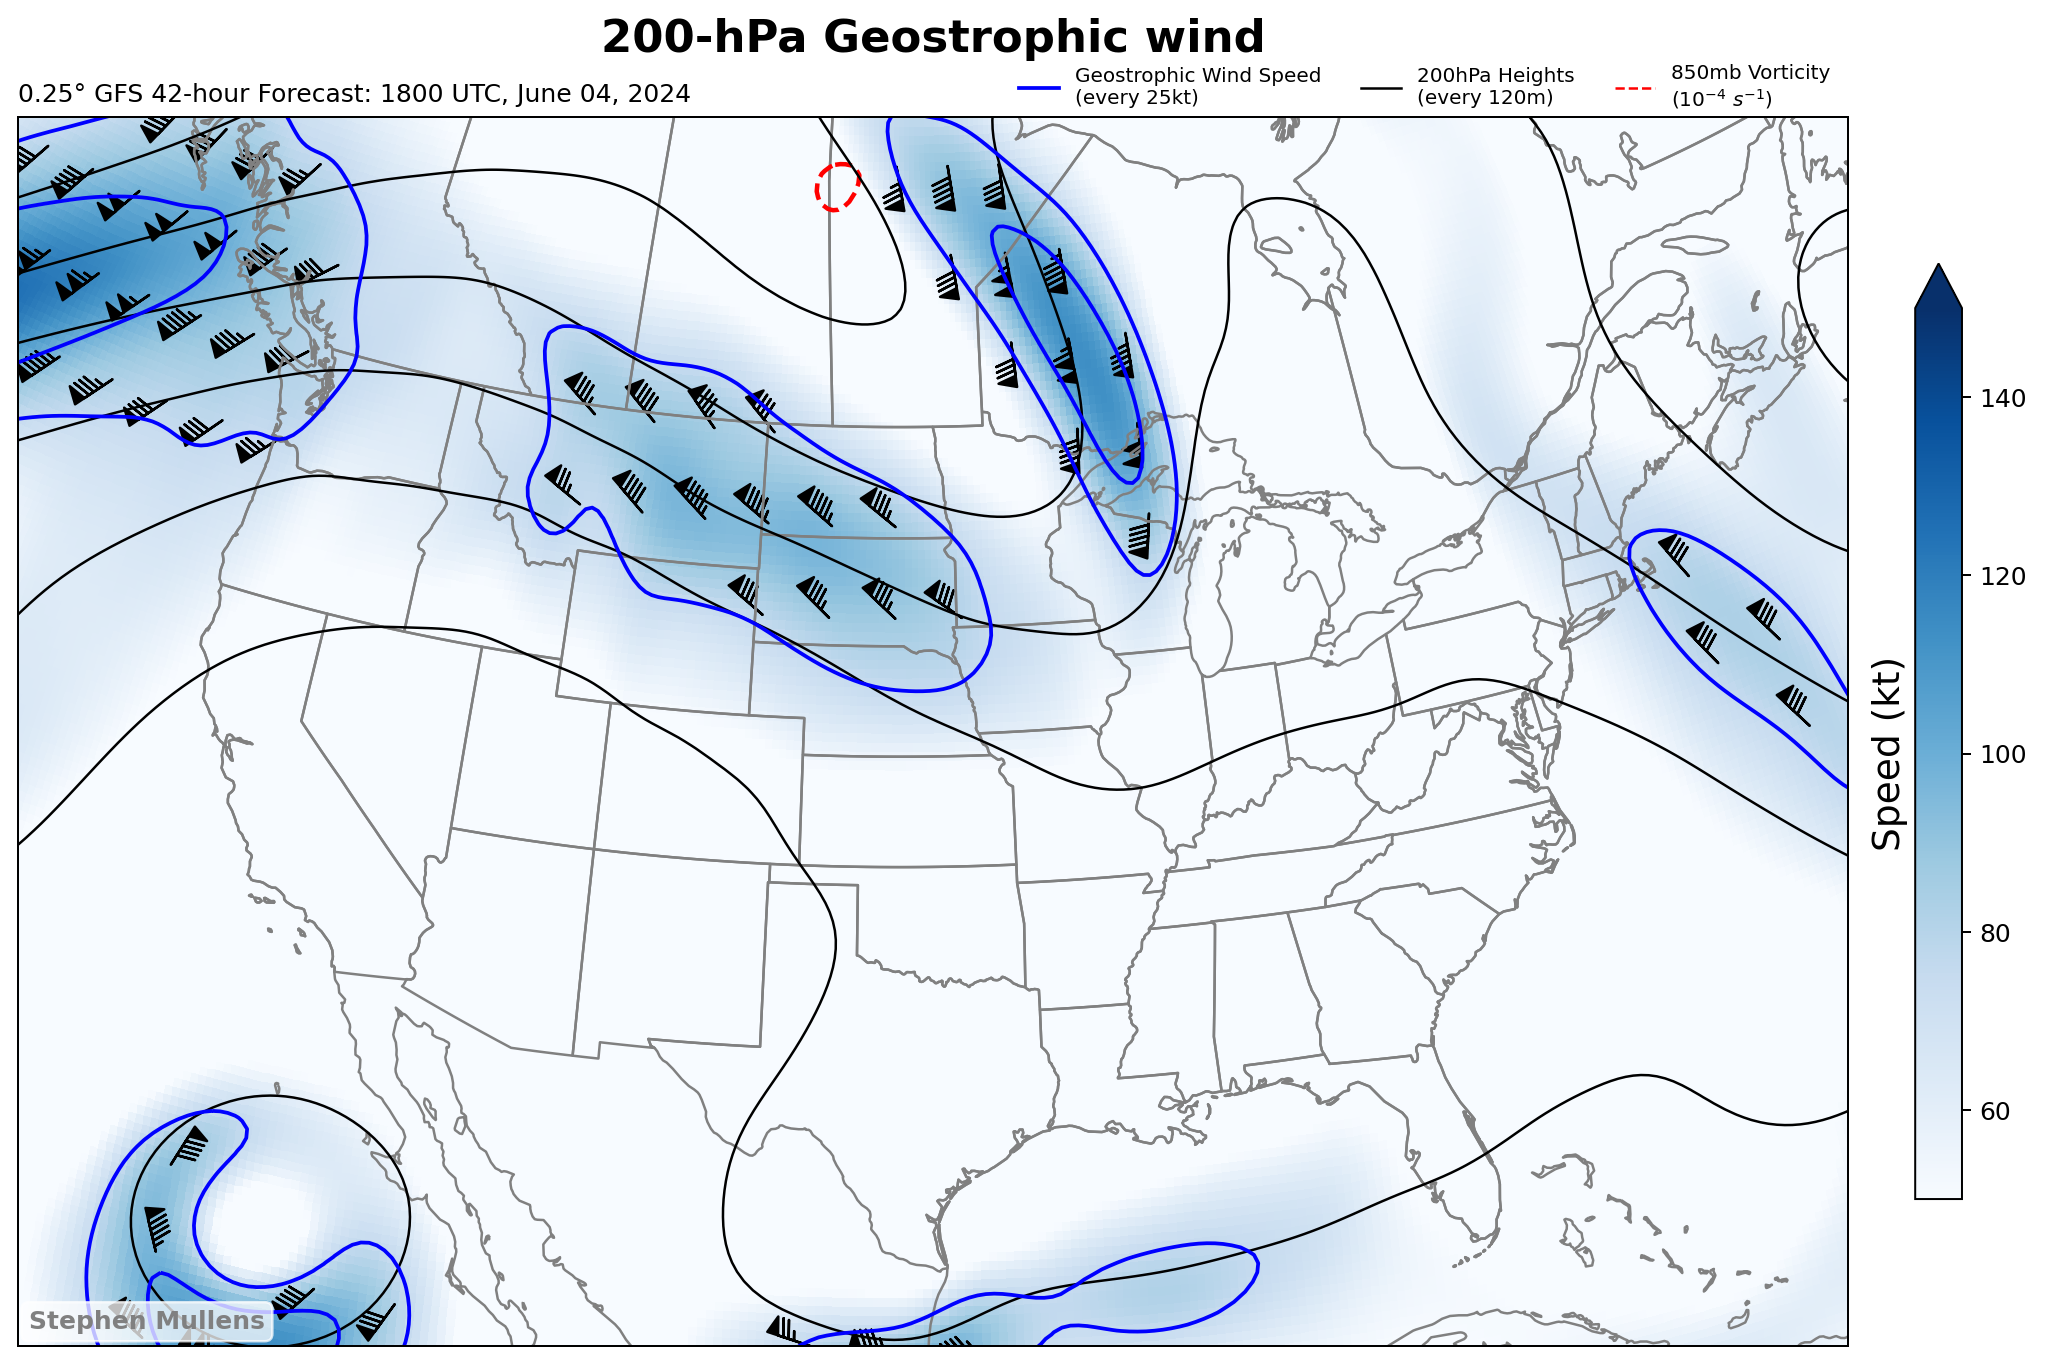 200-hPa Geostrophic wind
0.25° GFS 42-hour Forecast: 1800 UTC, June 04, 2024
Geostrophic Wind Speed
(every 25kt)
200hPa Heights
(every 120m)
850mb Vorticity
(10⁻⁴ s⁻¹)
140
120
100
80
60
Speed (kt)
Stephen Mullens